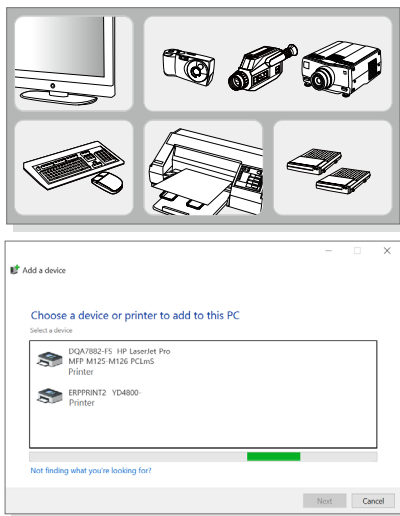 Add a device
Choose a device or printer to add to this PC
Select a device
DQA7882-F5 HP LaserJet Pro
MFP M125-M126 PCLmS
Printer
ERPPRINT2 YD4800-
Printer
Not finding what you're looking for?
Next Cancel